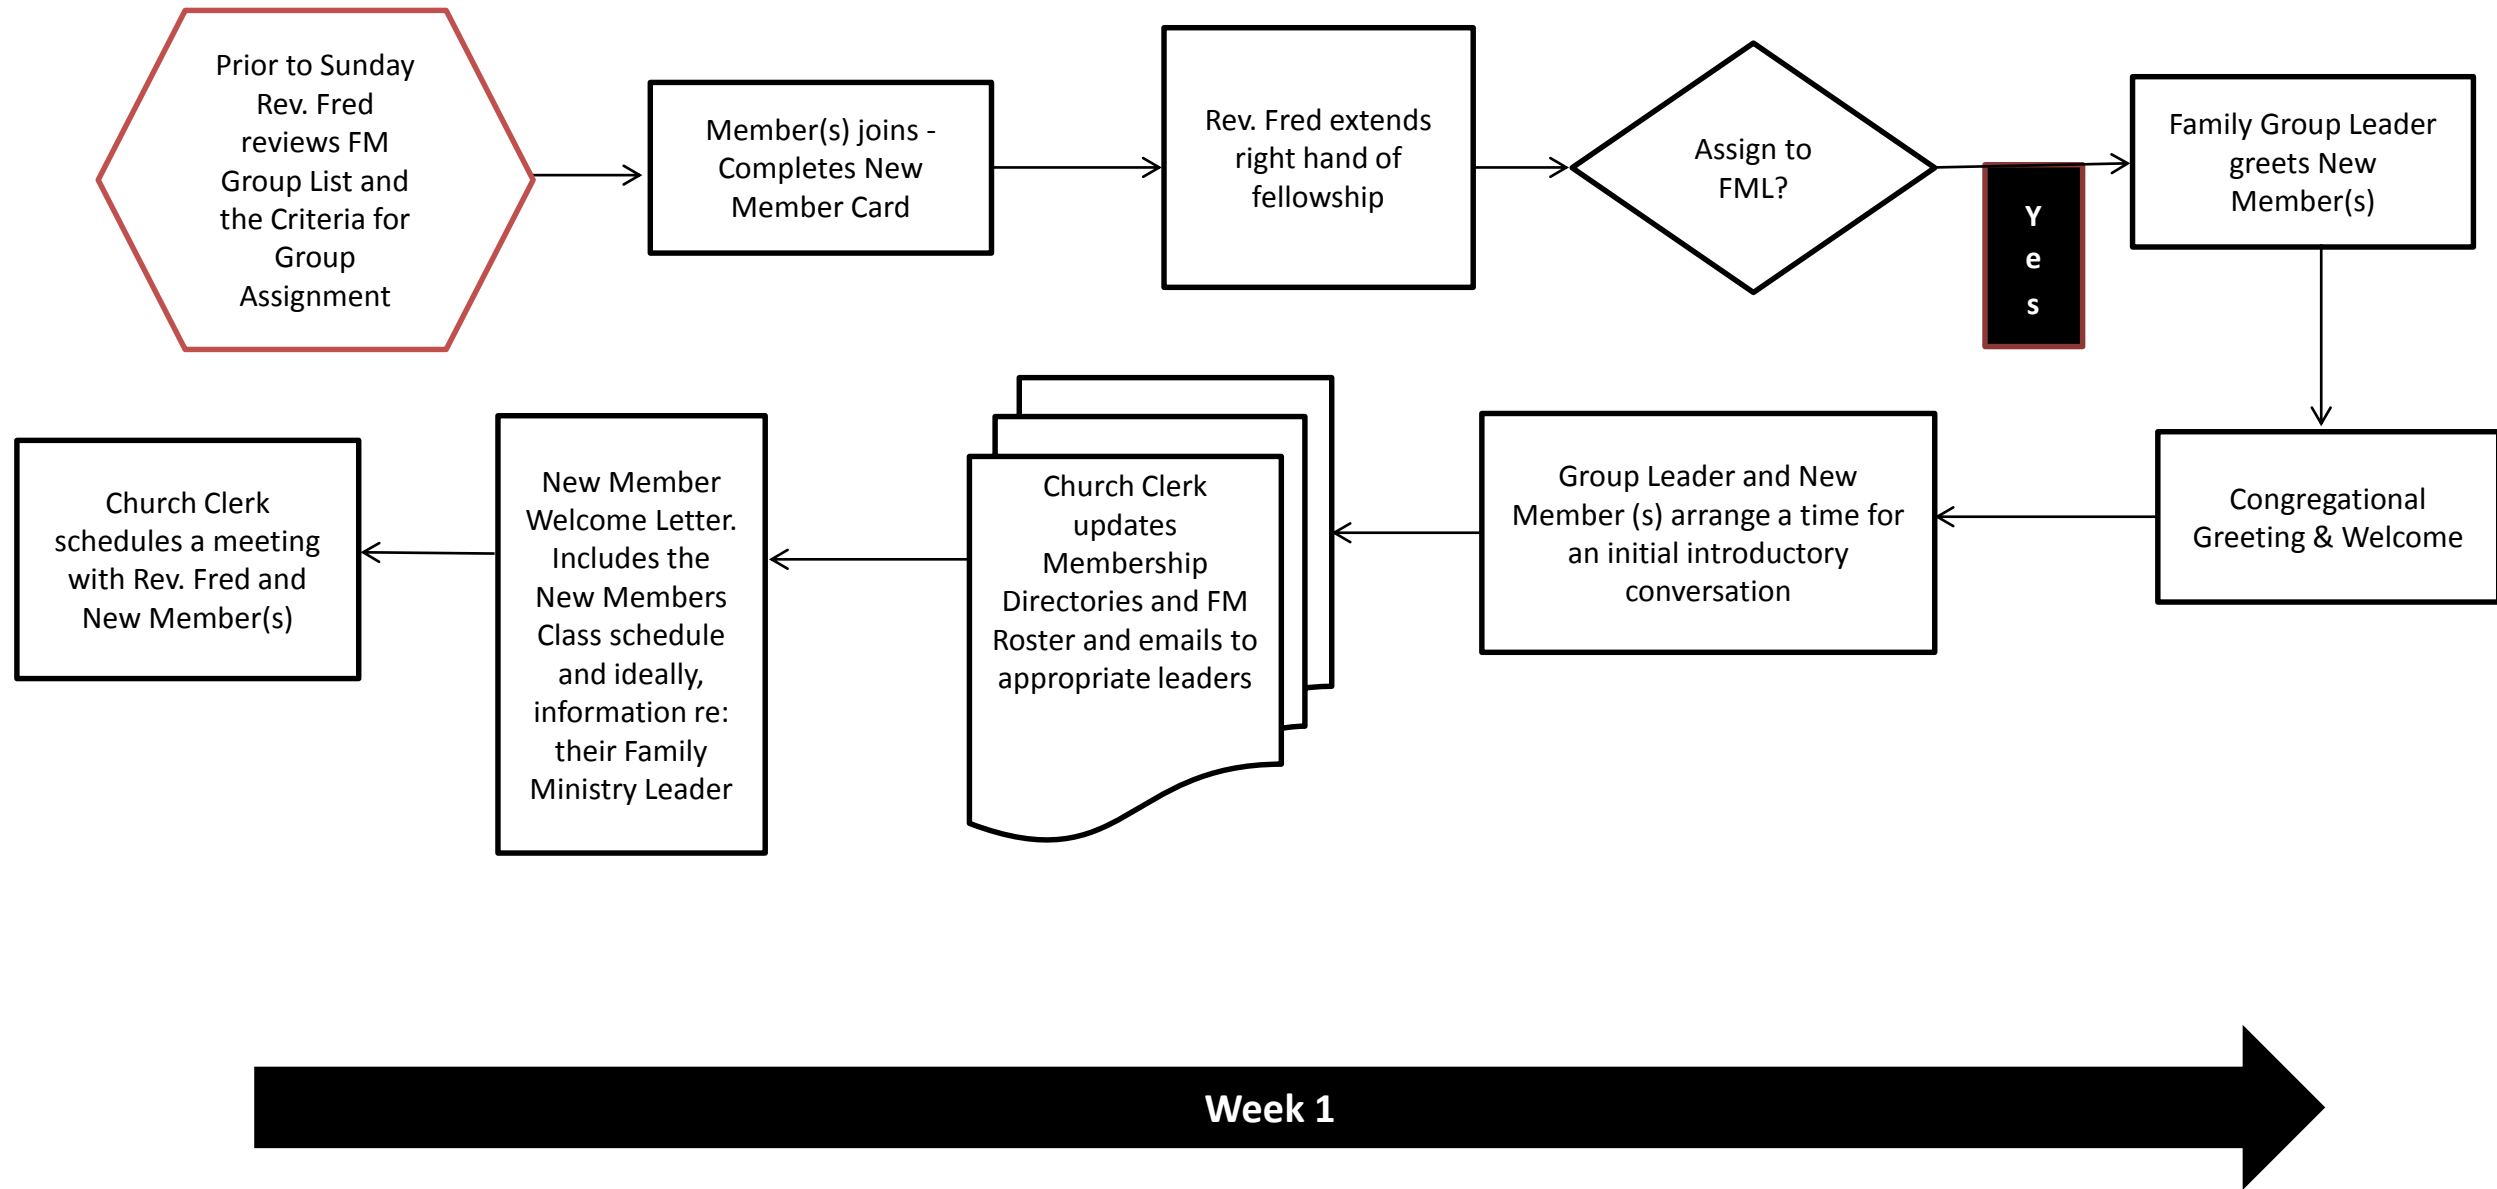 Prior to Sunday
Rev. Fred
reviews FM
Group List and
the Criteria for
Group
Assignment
Member(s) joins -
Completes New
Member Card
Rev. Fred extends
right hand of
fellowship
Assign to
FML?
Y
e
s
Family Group Leader
greets New
Member(s)
Congregational
Greeting & Welcome
Group Leader and New
Member (s) arrange a time for
an initial introductory
conversation
Church Clerk
updates
Membership
Directories and FM
Roster and emails to
appropriate leaders
New Member
Welcome Letter.
Includes the
New Members
Class schedule
and ideally,
information re:
their Family
Ministry Leader
Church Clerk
schedules a meeting
with Rev. Fred and
New Member(s)
Week 1